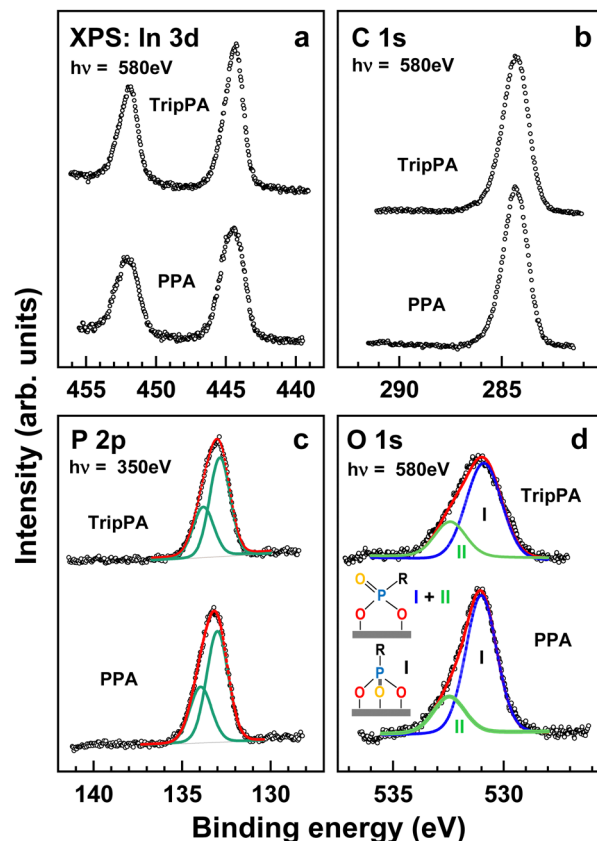 XPS: In 3d a
hν = 580eV
TripPA
PPA
455 450 445 440
C 1s b
hν = 580eV
TripPA
PPA
290 285
P 2p c
hν = 350eV
TripPA
PPA
140 135 130
O 1s d
hν = 580eV
TripPA
I
II
O R
P I + II
O O
R
P I
O O O
PPA
I
II
535 530
Intensity (arb. units)
Binding energy (eV)